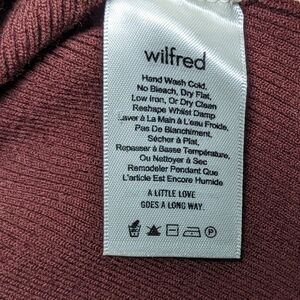 wilfred
Hand Wash Cold,
No Bleach, Dry Flat,
Low Iron, Or Dry Clean
Reshape Whilst Damp
Laver à La Main à L'eau Froide,
Pas De Blanchiment,
Sécher à Plat,
Repasser à Basse Température,
Ou Nettoyer à Sec
Remodeler Pendant Que
L'article Est Encore Humide
A LITTLE LOVE
GOES A LONG WAY.
P